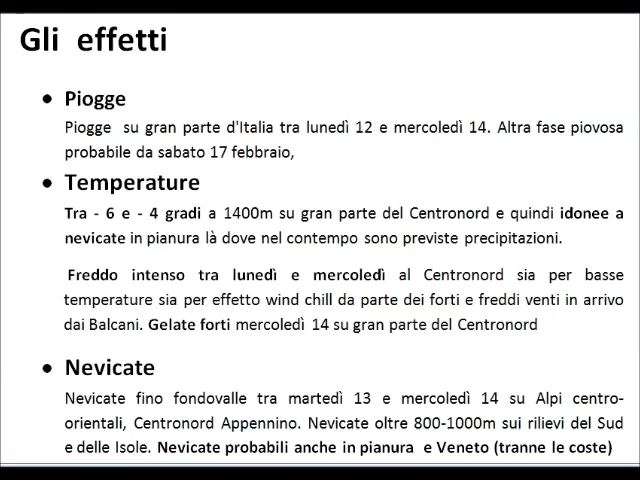 Gli effetti
• Piogge
Piogge su gran parte d'Italia tra lunedì 12 e mercoledì 14. Altra fase piovosa
probabile da sabato 17 febbraio,
• Temperature
Tra - 6 e - 4 gradi a 1400m su gran parte del Centronord e quindi idonee a
nevicate in pianura là dove nel contempo sono previste precipitazioni.
Freddo intenso tra lunedì e mercoledì al Centronord sia per basse
temperature sia per effetto wind chill da parte dei forti e freddi venti in arrivo
dai Balcani. Gelate forti mercoledì 14 su gran parte del Centronord
• Nevicate
Nevicate fino fondovalle tra martedì 13 e mercoledì 14 su Alpi centro-
orientali, Centronord Appennino. Nevicate oltre 800-1000m sui rilievi del Sud
e delle Isole. Nevicate probabili anche in pianura e Veneto (tranne le coste)